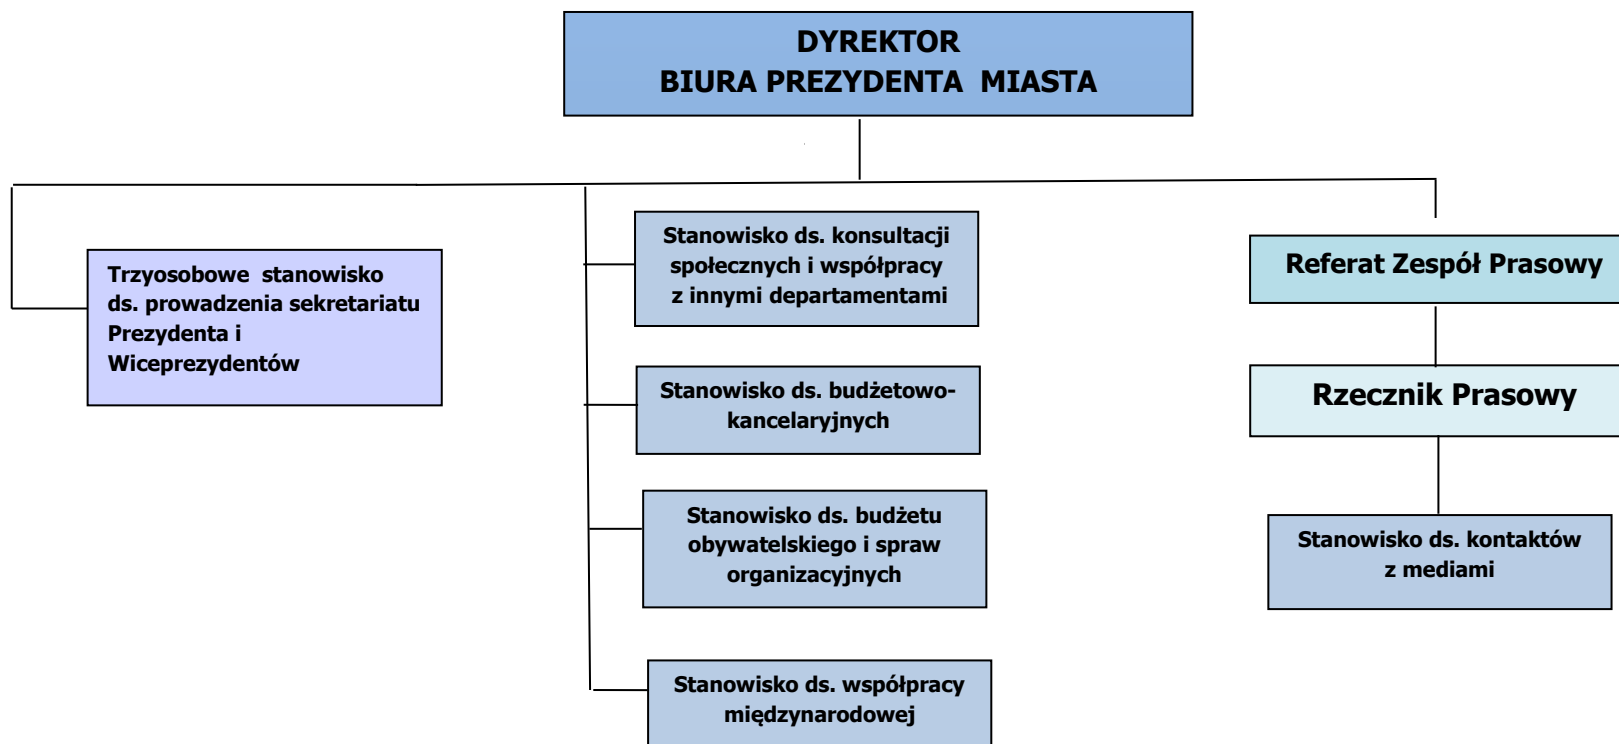 DYREKTOR
BIURA PREZYDENTA MIASTA
Trzyosobowe stanowisko
ds. prowadzenia sekretariatu
Prezydenta i
Wiceprezydentów
Stanowisko ds. konsultacji
społecznych i współpracy
z innymi departamentami
Stanowisko ds. budżetowo-
kancelaryjnych
Stanowisko ds. budżetu
obywatelskiego i spraw
organizacyjnych
Stanowisko ds. współpracy
międzynarodowej
Referat Zespół Prasowy
Rzecznik Prasowy
Stanowisko ds. kontaktów
z mediami